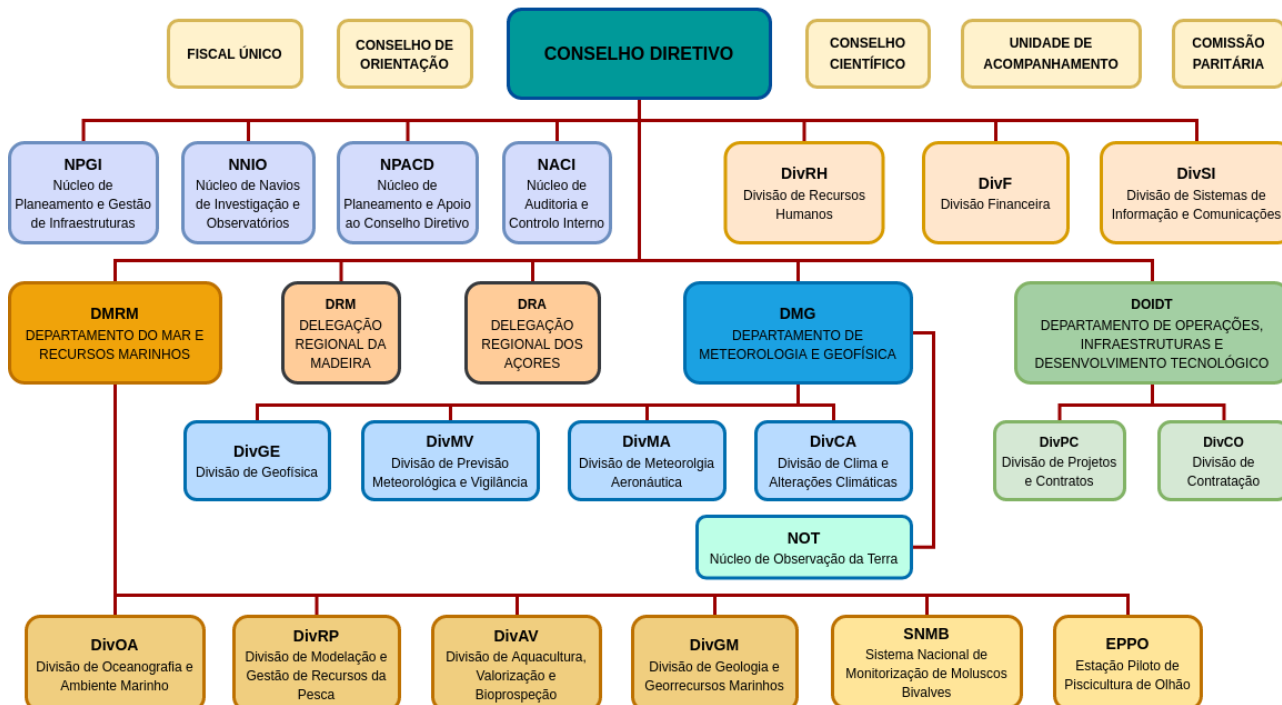 FISCAL ÚNICO
CONSELHO DE
ORIENTAÇÃO
CONSELHO DIRETIVO
CONSELHO
CIENTÍFICO
UNIDADE DE
ACOMPANHAMENTO
COMISSÃO
PARITÁRIA
NPGI
Núcleo de
Planeamento e Gestão
de Infraestruturas
NNIO
Núcleo de Navios
de Investigação e
Observatórios
NPACD
Núcleo de
Planeamento e Apoio
ao Conselho Diretivo
NACI
Núcleo de
Auditoria e
Controlo Interno
DivRH
Divisão de Recursos
Humanos
DivF
Divisão Financeira
DivSI
Divisão de Sistemas de
Informação e Comunicações
DMRM
DEPARTAMENTO DO MAR E
RECURSOS MARINHOS
DRM
DELEGAÇÃO
REGIONAL DA
MADEIRA
DRA
DELEGAÇÃO
REGIONAL DOS
AÇORES
DMG
DEPARTAMENTO DE
METEOROLOGIA E GEOFÍSICA
DOIDT
DEPARTAMENTO DE OPERAÇÕES,
INFRAESTRUTURAS E
DESENVOLVIMENTO TECNOLÓGICO
DivGE
Divisão de Geofísica
DivMV
Divisão de Previsão
Meteorológica e Vigilância
DivMA
Divisão de Meteorolgia
Aeronáutica
DivCA
Divisão de Clima e
Alterações Climáticas
DivPC
Divisão de Projetos
e Contratos
DivCO
Divisão de
Contratação
NOT
Núcleo de Observação da Terra
DivOA
Divisão de Oceanografia e
Ambiente Marinho
DivRP
Divisão de Modelação e
Gestão de Recursos da
Pesca
DivAV
Divisão de Aquacultura,
Valorização e
Bioprospeção
DivGM
Divisão de Geologia e
Georrecursos Marinhos
SNMB
Sistema Nacional de
Monitorização de Moluscos
Bivalves
EPPO
Estação Piloto de
Piscicultura de Olhão